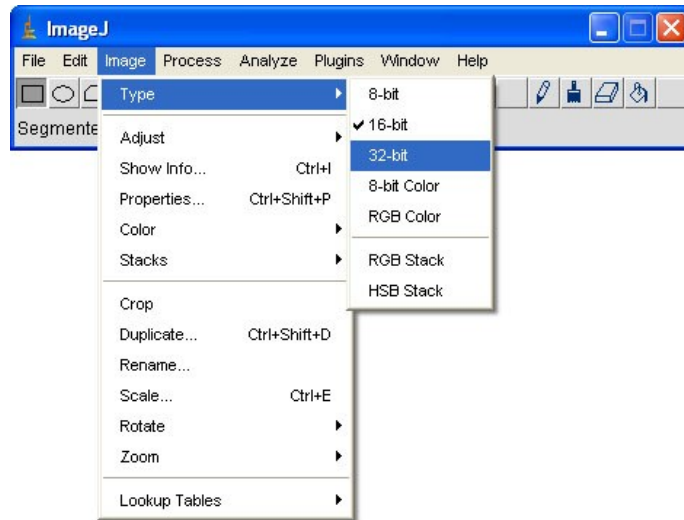 ImageJ
File Edit Image Process Analyze Plugins Window Help
Segmente
Type
Adjust
Show Info... Ctrl+I
Properties... Ctrl+Shift+P
Color
Stacks
Crop
Duplicate... Ctrl+Shift+D
Rename...
Scale... Ctrl+E
Rotate
Zoom
Lookup Tables
8-bit
16-bit
32-bit
8-bit Color
RGB Color
RGB Stack
HSB Stack